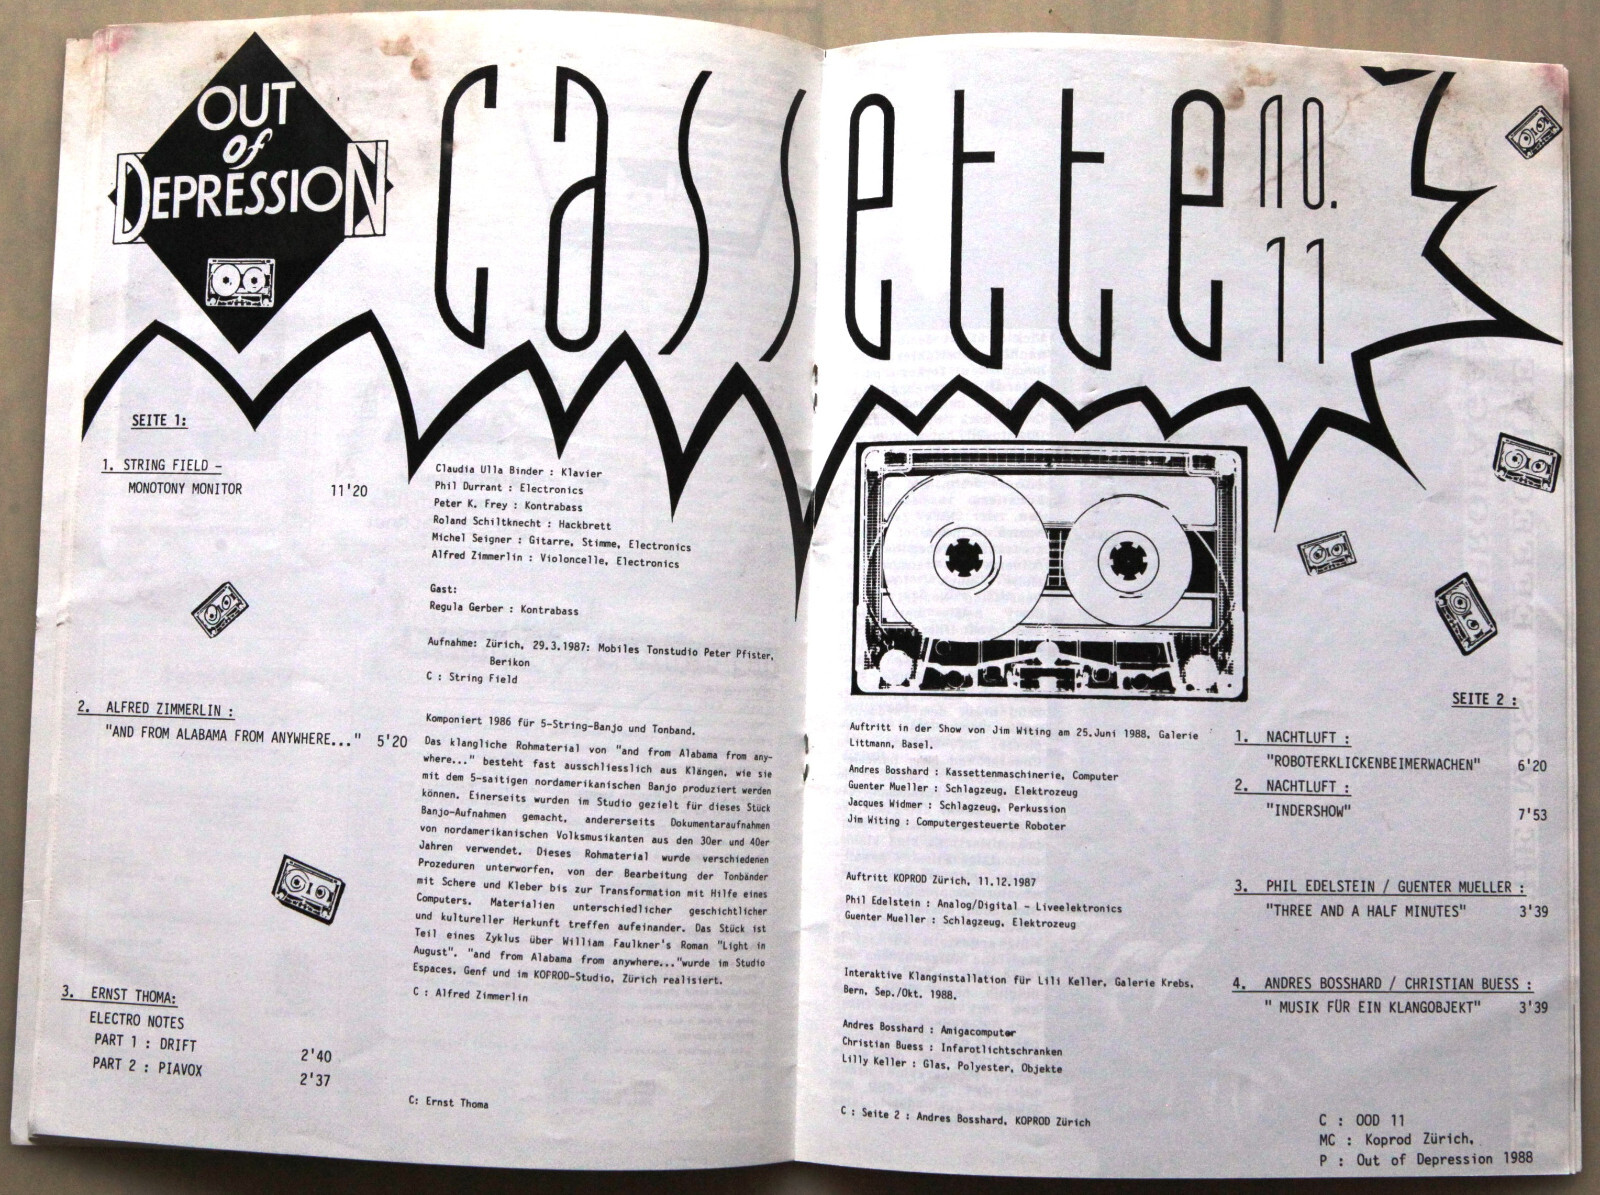 OUT
of
DEPRESSION
cassette no. 11
SEITE 1:
1. STRING FIELD -
MONOTONY MONITOR 11'20
Claudia Ulla Binder : Klavier
Phil Durrant : Electronics
Peter K. Frey : Kontrabass
Roland Schiltknecht : Hackbrett
Michel Seigner : Gitarre, Stimme, Electronics
Alfred Zimmerlin : Violoncelle, Electronics
Gast:
Regula Gerber : Kontrabass
Aufnahme: Zürich, 29.3.1987: Mobiles Tonstudio Peter Pfister,
Berikon
C : String Field
2. ALFRED ZIMMERLIN :
"AND FROM ALABAMA FROM ANYWHERE..." 5'20
Komponiert 1986 für 5-String-Banjo und Tonband.
Das klangliche Rohmaterial von "and from Alabama from any-
where..." besteht fast ausschliesslich aus Klängen, wie sie
mit dem 5-saitigen nordamerikanischen Banjo produziert werden
können. Einerseits wurden im Studio gezielt für dieses Stück
Banjo-Aufnahmen gemacht, andererseits Dokumentaraufnahmen
von nordamerikanischen Volksmusikanten aus den 30er und 40er
Jahren verwendet. Dieses Rohmaterial wurde verschiedenen
Prozeduren unterworfen, von der Bearbeitung der Tonbänder
mit Schere und Kleber bis zur Transformation mit Hilfe eines
Computers. Materialien unterschiedlicher geschichtlicher
und kultureller Herkunft treffen aufeinander. Das Stück ist
Teil eines Zyklus über William Faulkner's Roman "Light in
August". "and from Alabama from anywhere..."wurde im Studio
Espaces, Genf und im KOPROD-Studio, Zürich realisiert.
C : Alfred Zimmerlin
3. ERNST THOMA:
ELECTRO NOTES
PART 1 : DRIFT 2'40
PART 2 : PIAVOX 2'37
C: Ernst Thoma
SEITE 2 :
Auftritt in der Show von Jim Witing am 25.Juni 1988, Galerie
Littmann, Basel.
Andres Bosshard : Kassettenmaschinerie, Computer
Guenter Mueller : Schlagzeug, Elektrozeug
Jacques Widmer : Schlagzeug, Perkussion
Jim Witing : Computergesteuerte Roboter
1. NACHTLUFT :
"ROBOTERKLICKENBEIMERWACHEN" 6'20
2. NACHTLUFT :
"INDERSHOW" 7'53
Auftritt KOPROD Zürich, 11.12.1987
Phil Edelstein : Analog/Digital - Liveelektronics
Guenter Mueller : Schlagzeug, Elektrozeug
3. PHIL EDELSTEIN / GUENTER MUELLER :
"THREE AND A HALF MINUTES" 3'39
Interaktive Klanginstallation für Lili Keller, Galerie Krebs,
Bern, Sep./Okt. 1988.
Andres Bosshard : Amigacomputer
Christian Buess : Infarotlichtschranken
Lilly Keller : Glas, Polyester, Objekte
4. ANDRES BOSSHARD / CHRISTIAN BUESS :
" MUSIK FÜR EIN KLANGOBJEKT" 3'39
C : Seite 2 : Andres Bosshard, KOPROD Zürich
C : OOD 11
MC : Koprod Zürich,
P : Out of Depression 1988